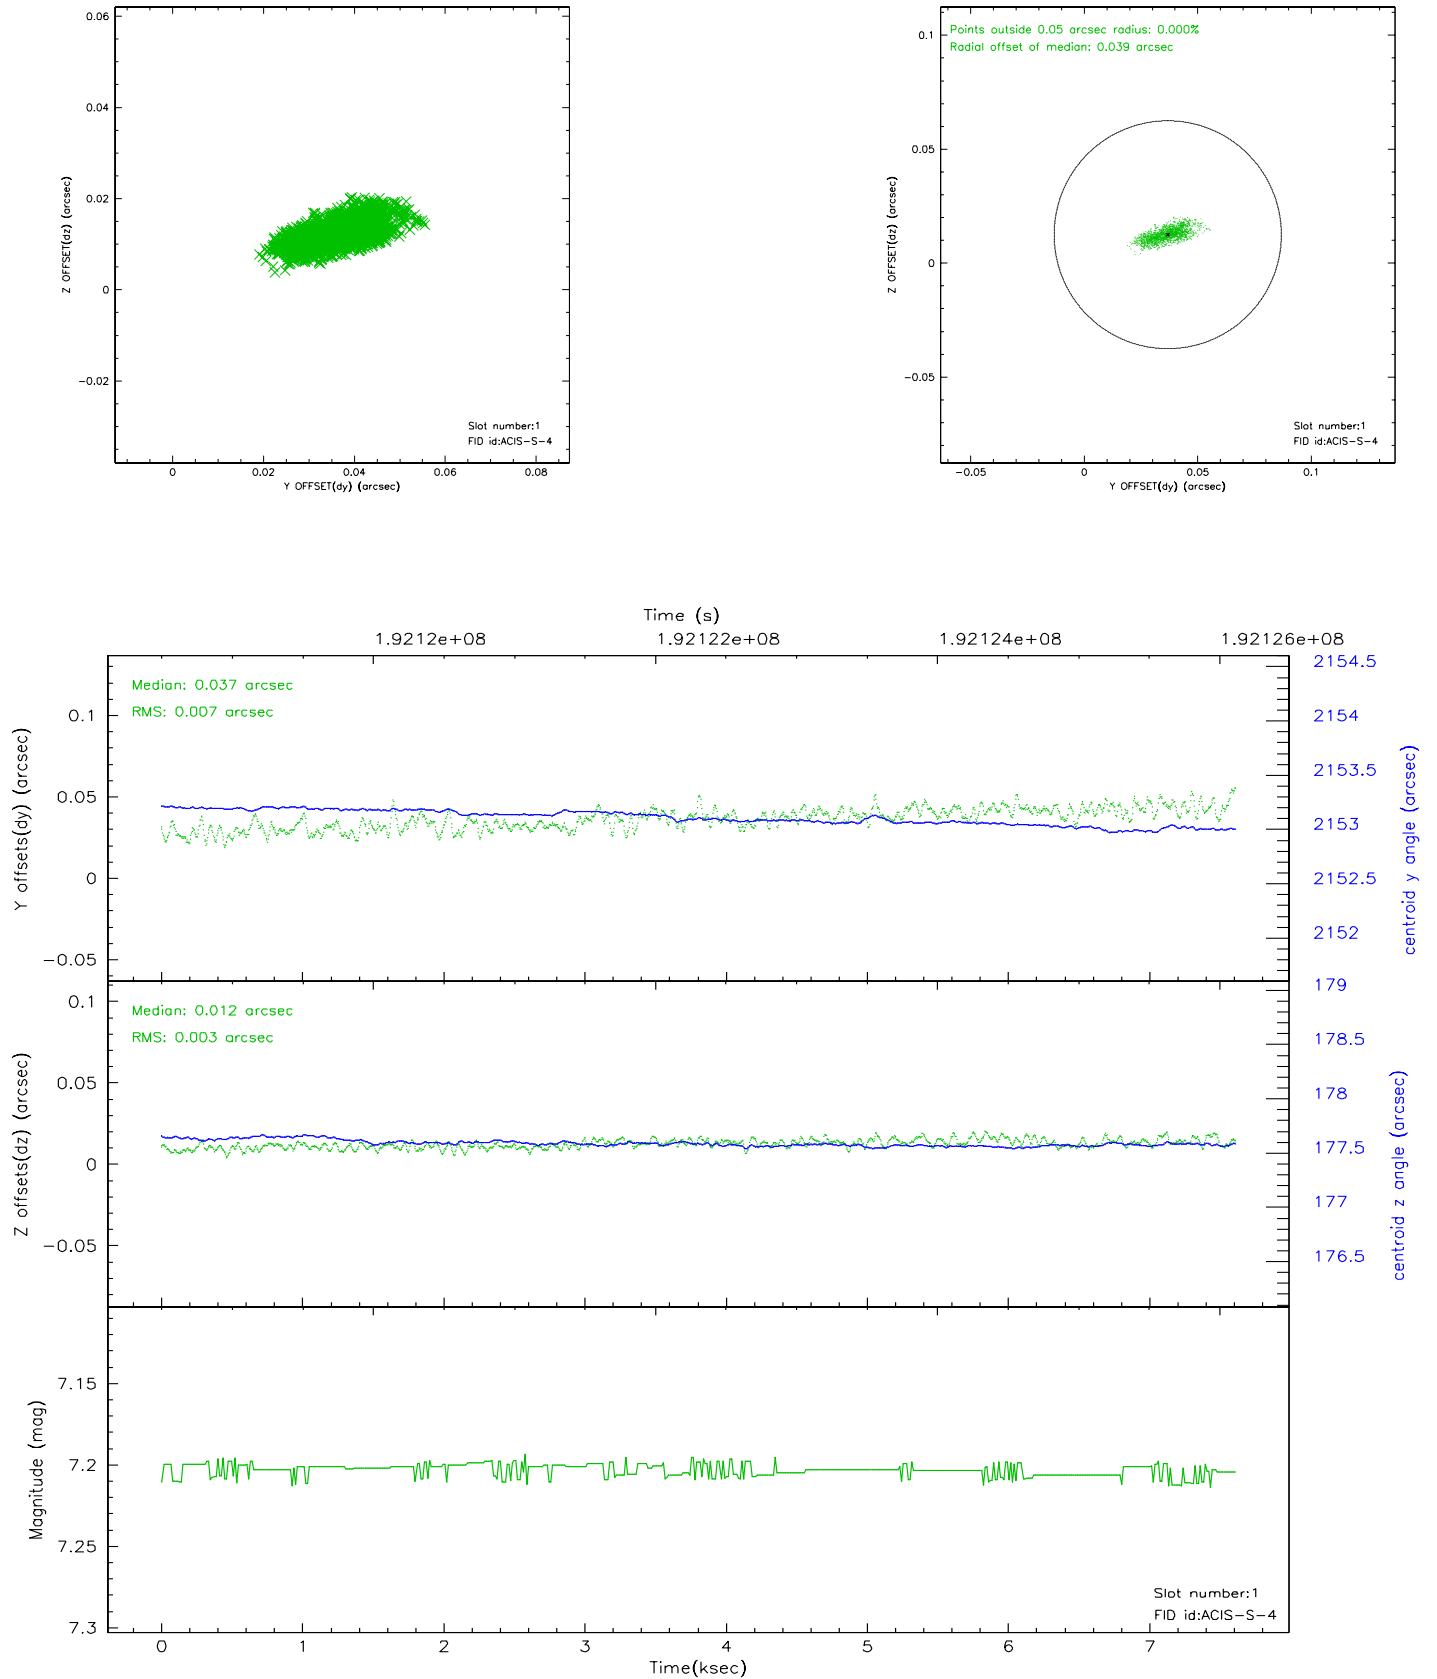 0.06
0.04
0.02
0
−0.02
Z OFFSET(dz) (arcsec)
Slot number:1
FID id:ACIS−S−4
0
0.02
0.04
0.06
0.08
Y OFFSET(dy) (arcsec)
Points outside 0.05 arcsec radius: 0.000%
Radial offset of median: 0.039 arcsec
0.1
0.05
0
−0.05
Z OFFSET(dz) (arcsec)
Slot number:1
FID id:ACIS−S−4
−0.05
0
0.05
0.1
Y OFFSET(dy) (arcsec)
Time (s)
1.9212e+08
1.92122e+08
1.92124e+08
1.92126e+08
Median: 0.037 arcsec
RMS: 0.007 arcsec
0.1
0.05
0
−0.05
Y offsets(dy) (arcsec)
2154.5
2154
2153.5
2153
2152.5
2152
centroid y angle (arcsec)
Median: 0.012 arcsec
RMS: 0.003 arcsec
0.1
0.05
0
−0.05
Z offsets(dz) (arcsec)
179
178.5
178
177.5
177
176.5
centroid z angle (arcsec)
7.15
7.2
7.25
7.3
Magnitude (mag)
Slot number:1
FID id:ACIS−S−4
0
1
2
3
4
5
6
7
Time(ksec)